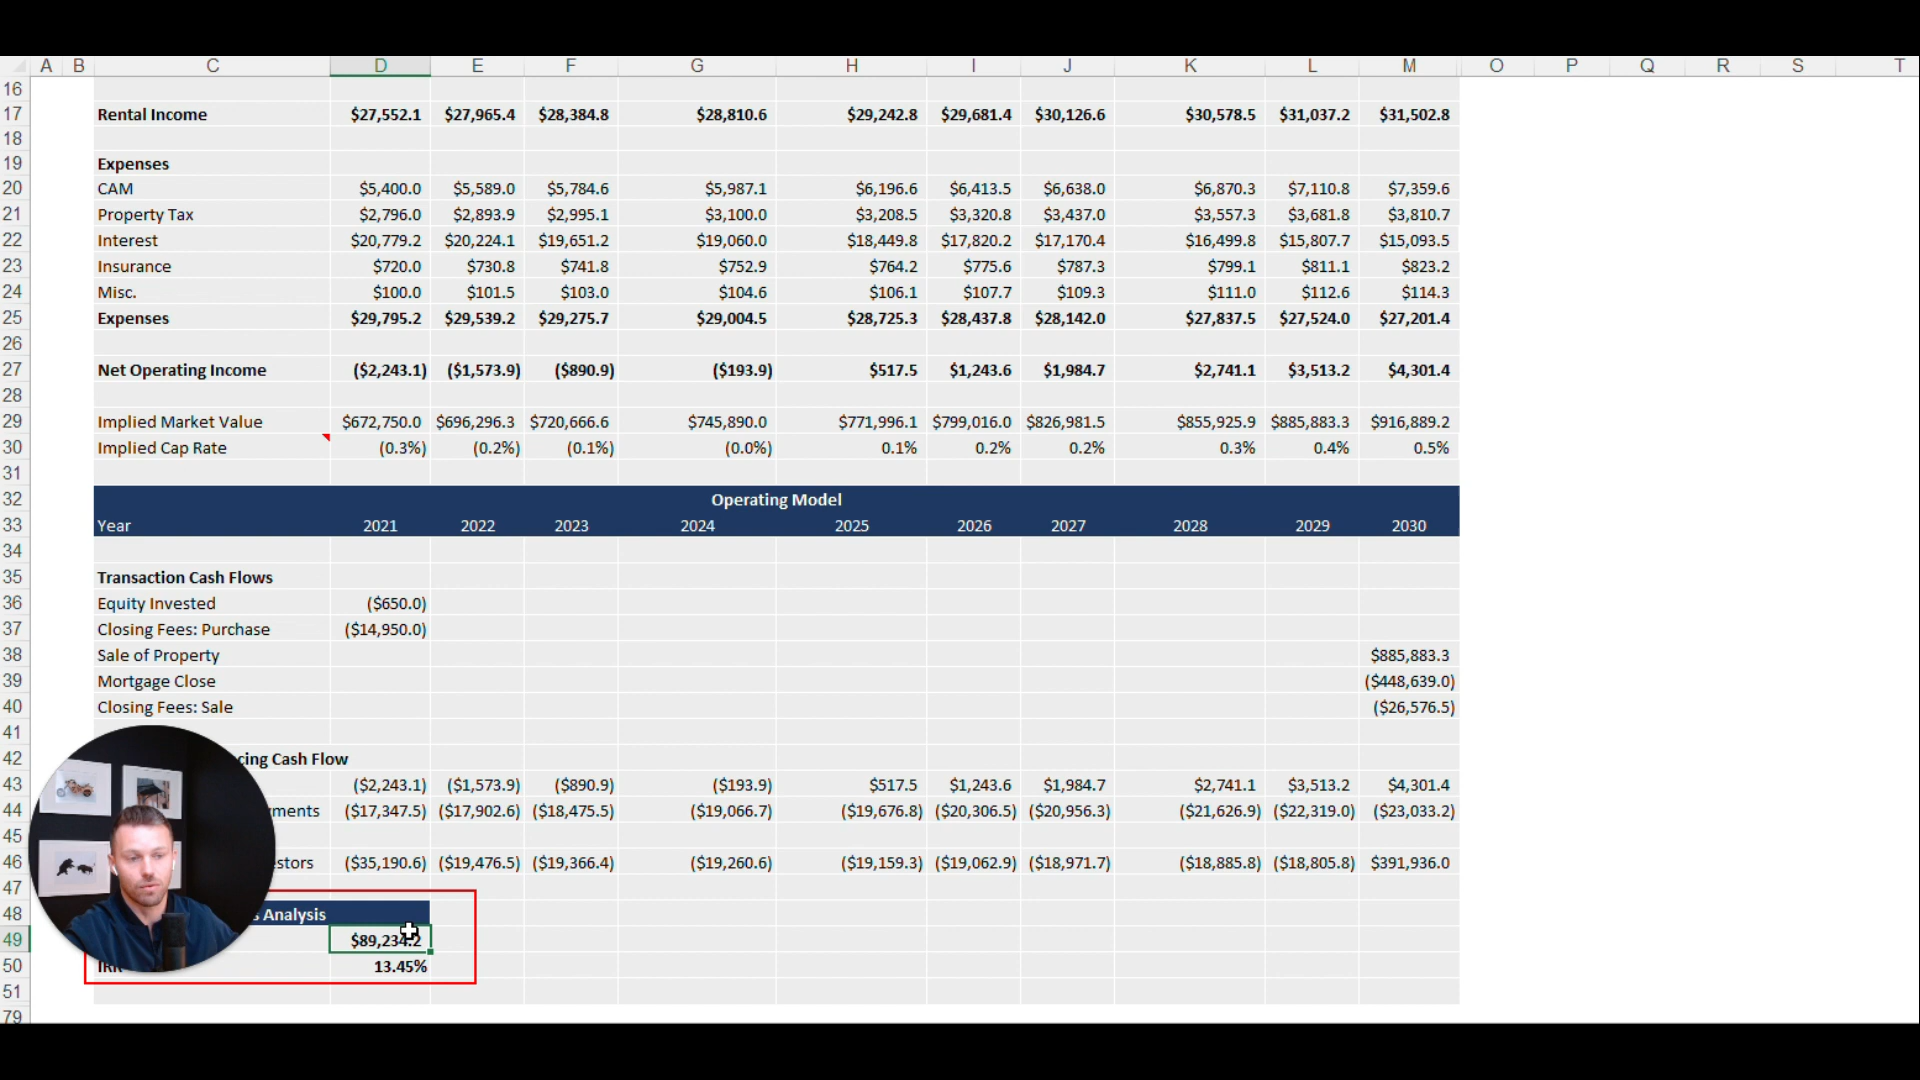 A B C D E F G H I J K L M O P Q R S T
16
17 Rental Income $27,552.1 $27,965.4 $28,384.8 $28,810.6 $29,242.8 $29,681.4 $30,126.6 $30,578.5 $31,037.2 $31,502.8
18
19 Expenses
20 CAM $5,400.0 $5,589.0 $5,784.6 $5,987.1 $6,196.6 $6,413.5 $6,638.0 $6,870.3 $7,110.8 $7,359.6
21 Property Tax $2,796.0 $2,893.9 $2,995.1 $3,100.0 $3,208.5 $3,320.8 $3,437.0 $3,557.3 $3,681.8 $3,810.7
22 Interest $20,779.2 $20,224.1 $19,651.2 $19,060.0 $18,449.8 $17,820.2 $17,170.4 $16,499.8 $15,807.7 $15,093.5
23 Insurance $720.0 $730.8 $741.8 $752.9 $764.2 $775.6 $787.3 $799.1 $811.1 $823.2
24 Misc. $100.0 $101.5 $103.0 $104.6 $106.1 $107.7 $109.3 $111.0 $112.6 $114.3
25 Expenses $29,795.2 $29,539.2 $29,275.7 $29,004.5 $28,725.3 $28,437.8 $28,142.0 $27,837.5 $27,524.0 $27,201.4
26
27 Net Operating Income ($2,243.1) ($1,573.9) ($890.9) ($193.9) $517.5 $1,243.6 $1,984.7 $2,741.1 $3,513.2 $4,301.4
28
29 Implied Market Value $672,750.0 $696,296.3 $720,666.6 $745,890.0 $771,996.1 $799,016.0 $826,981.5 $855,925.9 $885,883.3 $916,889.2
30 Implied Cap Rate (0.3%) (0.2%) (0.1%) (0.0%) 0.1% 0.2% 0.2% 0.3% 0.4% 0.5%
31
32 Operating Model
33 Year 2021 2022 2023 2024 2025 2026 2027 2028 2029 2030
34
35 Transaction Cash Flows
36 Equity Invested ($650.0)
37 Closing Fees: Purchase ($14,950.0)
38 Sale of Property $885,883.3
39 Mortgage Close ($448,639.0)
40 Closing Fees: Sale ($26,576.5)
41
42 cing Cash Flow
43 ($2,243.1) ($1,573.9) ($890.9) ($193.9) $517.5 $1,243.6 $1,984.7 $2,741.1 $3,513.2 $4,301.4
44 ments ($17,347.5) ($17,902.6) ($18,475.5) ($19,066.7) ($19,676.8) ($20,306.5) ($20,956.3) ($21,626.9) ($22,319.0) ($23,033.2)
45
46 estors ($35,190.6) ($19,476.5) ($19,366.4) ($19,260.6) ($19,159.3) ($19,062.9) ($18,971.7) ($18,885.8) ($18,805.8) $391,936.0
47
48 s Analysis
49 $89,234.2
50 IRR 13.45%
51
79